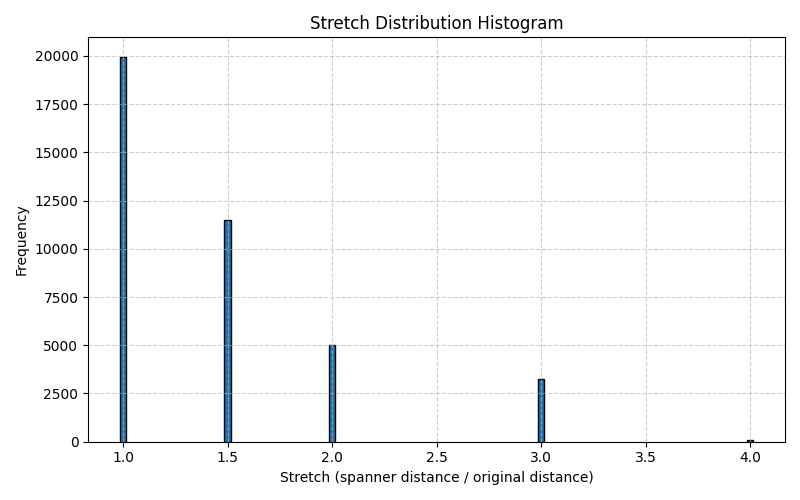 Stretch Distribution Histogram
20000
17500
15000
12500
10000
7500
5000
2500
0
Frequency
1.0 1.5 2.0 2.5 3.0 3.5 4.0
Stretch (spanner distance / original distance)